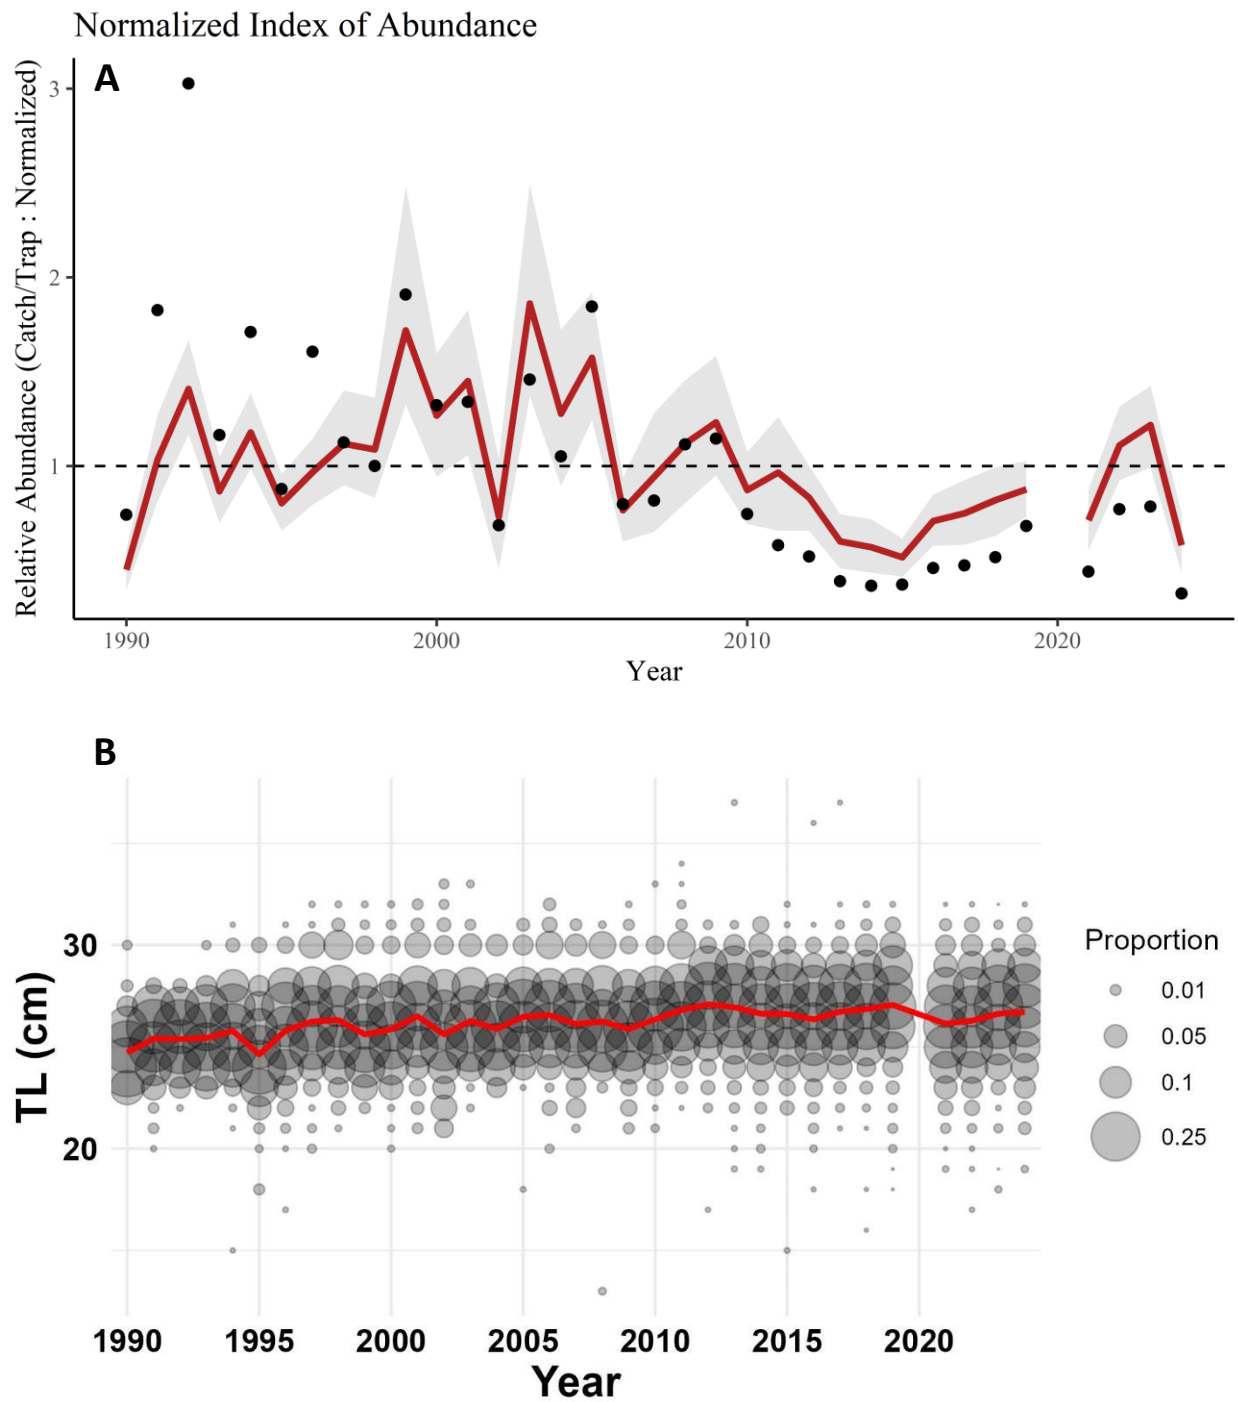 Normalized Index of Abundance
A
Relative Abundance (Catch/Trap : Normalized)
3
2
1
1990 2000 2010 2020
Year
B
TL (cm)
30
20
1990 1995 2000 2005 2010 2015 2020
Year
Proportion
0.01
0.05
0.1
0.25